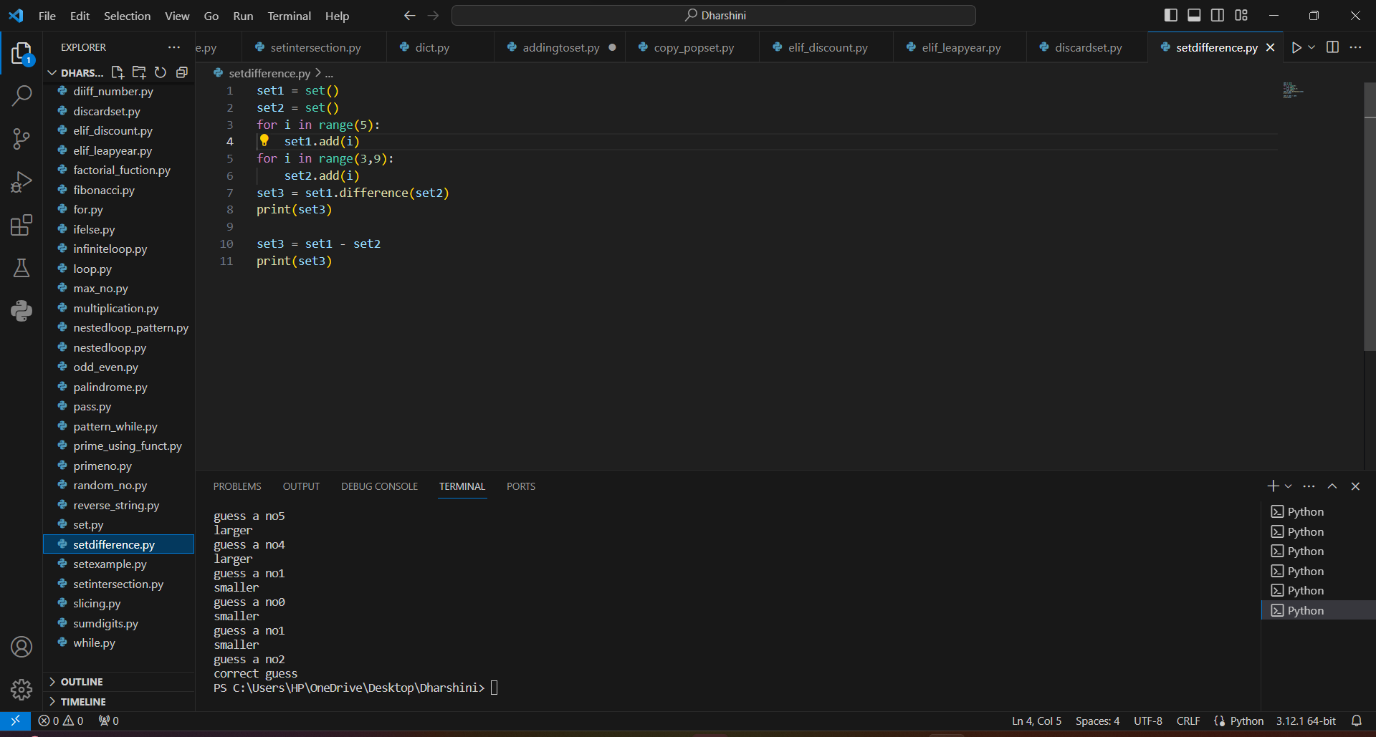 File Edit Selection View Go Run Terminal Help
Dharshini
EXPLORER
e.py
setintersection.py
dict.py
addingtoset.py
copy_popset.py
elif_discount.py
elif_leapyear.py
discardset.py
setdifference.py
DHARS...
diiff_number.py
discardset.py
elif_discount.py
elif_leapyear.py
factorial_fuction.py
fibonacci.py
for.py
ifelse.py
infiniteloop.py
loop.py
max_no.py
multiplication.py
nestedloop_pattern.py
nestedloop.py
odd_even.py
palindrome.py
pass.py
pattern_while.py
prime_using_funct.py
primeno.py
random_no.py
reverse_string.py
set.py
setdifference.py
setexample.py
setintersection.py
slicing.py
sumdigits.py
while.py
OUTLINE
TIMELINE
setdifference.py > ...
1 set1 = set()
2 set2 = set()
3 for i in range(5):
4 set1.add(i)
5 for i in range(3,9):
6 set2.add(i)
7 set3 = set1.difference(set2)
8 print(set3)
9
10 set3 = set1 - set2
11 print(set3)
PROBLEMS OUTPUT DEBUG CONSOLE TERMINAL PORTS
guess a no5
larger
guess a no4
larger
guess a no1
smaller
guess a no0
smaller
guess a no1
smaller
guess a no2
correct guess
PS C:\Users\HP\OneDrive\Desktop\Dharshini>
Python
Python
Python
Python
Python
Python
1
0 0 0
Ln 4, Col 5 Spaces: 4 UTF-8 CRLF Python 3.12.1 64-bit